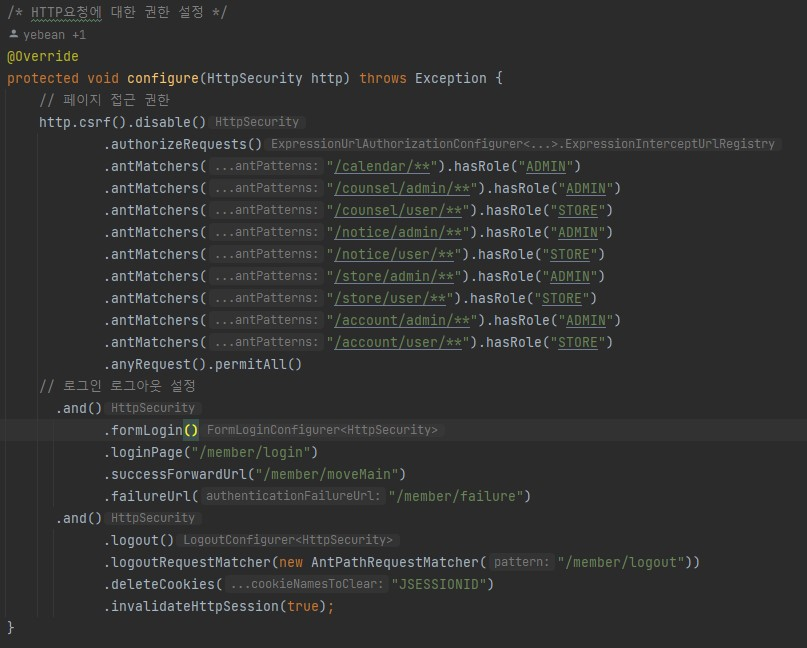 /* HTTP요청에 대한 권한 설정 */
yebean +1
@Override
protected void configure(HttpSecurity http) throws Exception {
// 페이지 접근 권한
http.csrf().disable() HttpSecurity
.authorizeRequests() ExpressionUrlAuthorizationConfigurer<...>.ExpressionInterceptUrlRegistry
.antMatchers( ...antPatterns: "/calendar/**").hasRole("ADMIN")
.antMatchers( ...antPatterns: "/counsel/admin/**").hasRole("ADMIN")
.antMatchers( ...antPatterns: "/counsel/user/**").hasRole("STORE")
.antMatchers( ...antPatterns: "/notice/admin/**").hasRole("ADMIN")
.antMatchers( ...antPatterns: "/notice/user/**").hasRole("STORE")
.antMatchers( ...antPatterns: "/store/admin/**").hasRole("ADMIN")
.antMatchers( ...antPatterns: "/store/user/**").hasRole("STORE")
.antMatchers( ...antPatterns: "/account/admin/**").hasRole("ADMIN")
.antMatchers( ...antPatterns: "/account/user/**").hasRole("STORE")
.anyRequest().permitAll()
// 로그인 로그아웃 설정
.and() HttpSecurity
.formLogin() FormLoginConfigurer<HttpSecurity>
.loginPage("/member/login")
.successForwardUrl("/member/moveMain")
.failureUrl( authenticationFailureUrl: "/member/failure")
.and() HttpSecurity
.logout() LogoutConfigurer<HttpSecurity>
.logoutRequestMatcher(new AntPathRequestMatcher( pattern: "/member/logout"))
.deleteCookies( ...cookieNamesToClear: "JSESSIONID")
.invalidateHttpSession(true);
}